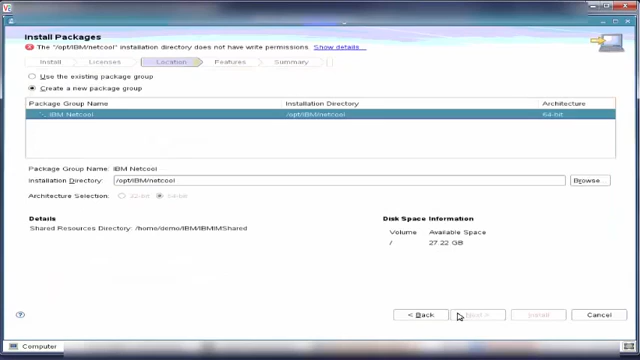 Install Packages
The "/opt/IBM/netcool" installation directory does not have write permissions. Show details...
Install Licenses Location Features Summary
Use the existing package group
Create a new package group
Package Group Name Installation Directory Architecture
IBM Netcool /opt/IBM/netcool 64-bit
Package Group Name: IBM Netcool
Installation Directory: /opt/IBM/netcool Browse...
Architecture Selection: 32-bit 64-bit
Details Disk Space Information
Shared Resources Directory: /home/demo/IBM/IBMIMShared Volume Available Space
/ 27.22 GB
< Back Next > Install Cancel
Computer